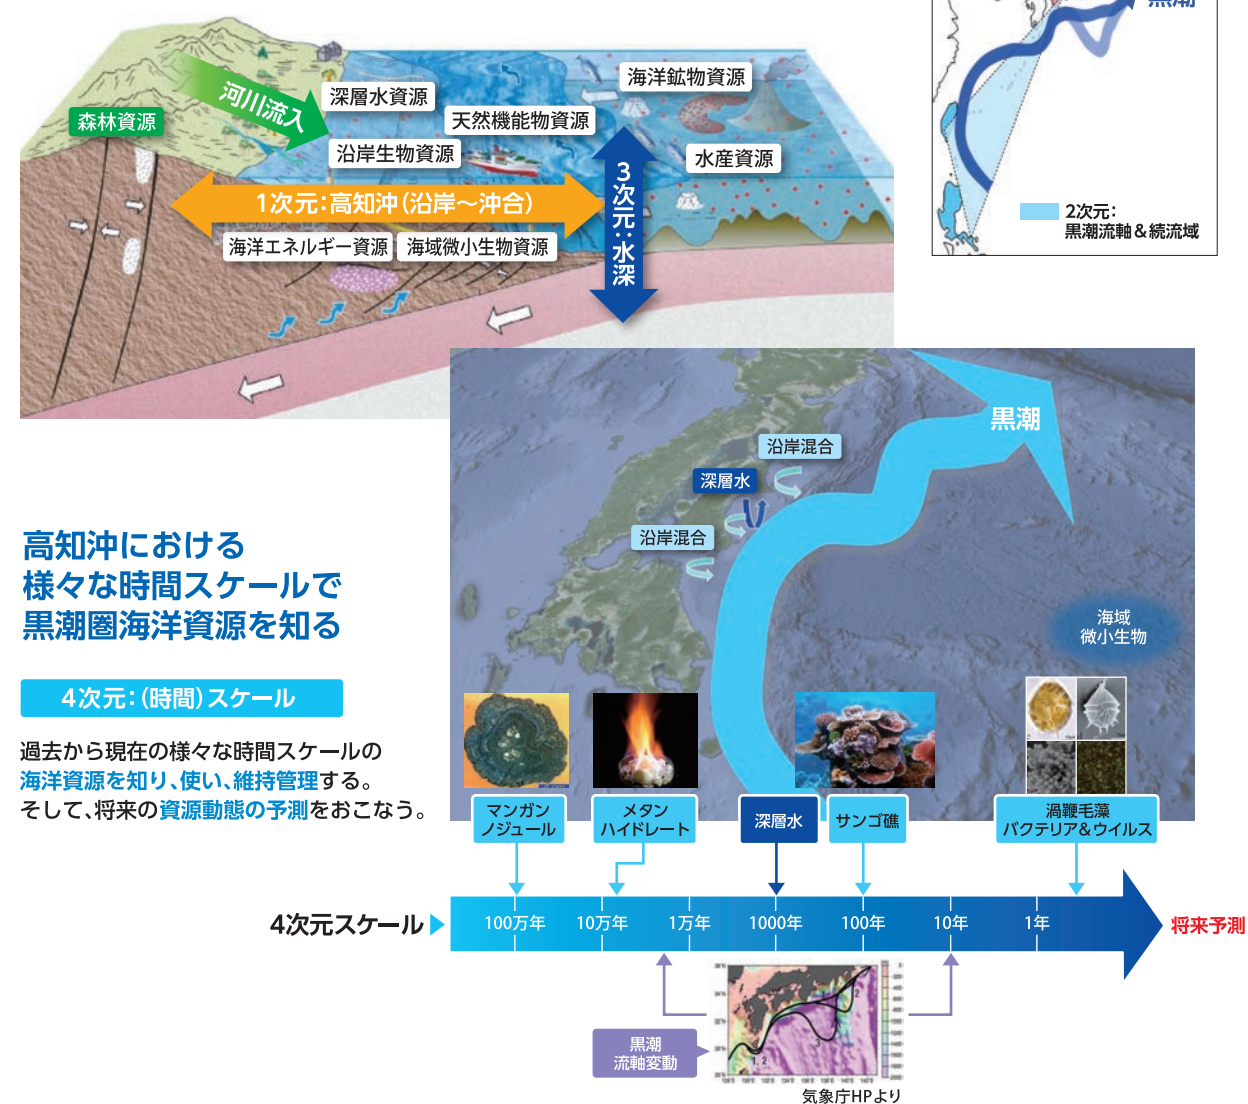 黒潮
河川流入
森林資源
深層水資源
海洋鉱物資源
天然機能物資源
沿岸生物資源
水産資源
1次元：高知沖（沿岸～沖合）
3次元：水深
海洋エネルギー資源
海域微小生物資源
2次元：
黒潮流軸＆続流域
黒潮
沿岸混合
深層水
沿岸混合
海域
微小生物
高知沖における
様々な時間スケールで
黒潮圏海洋資源を知る
4次元：（時間）スケール
過去から現在の様々な時間スケールの
海洋資源を知り、使い、維持管理する。
そして、将来の資源動態の予測をおこなう。
マンガン
ノジュール
メタン
ハイドレート
深層水
サンゴ礁
渦鞭毛藻
バクテリア＆ウイルス
4次元スケール
100万年
10万年
1万年
1000年
100年
10年
1年
将来予測
黒潮
流軸変動
1, 2
3
2
気象庁HPより